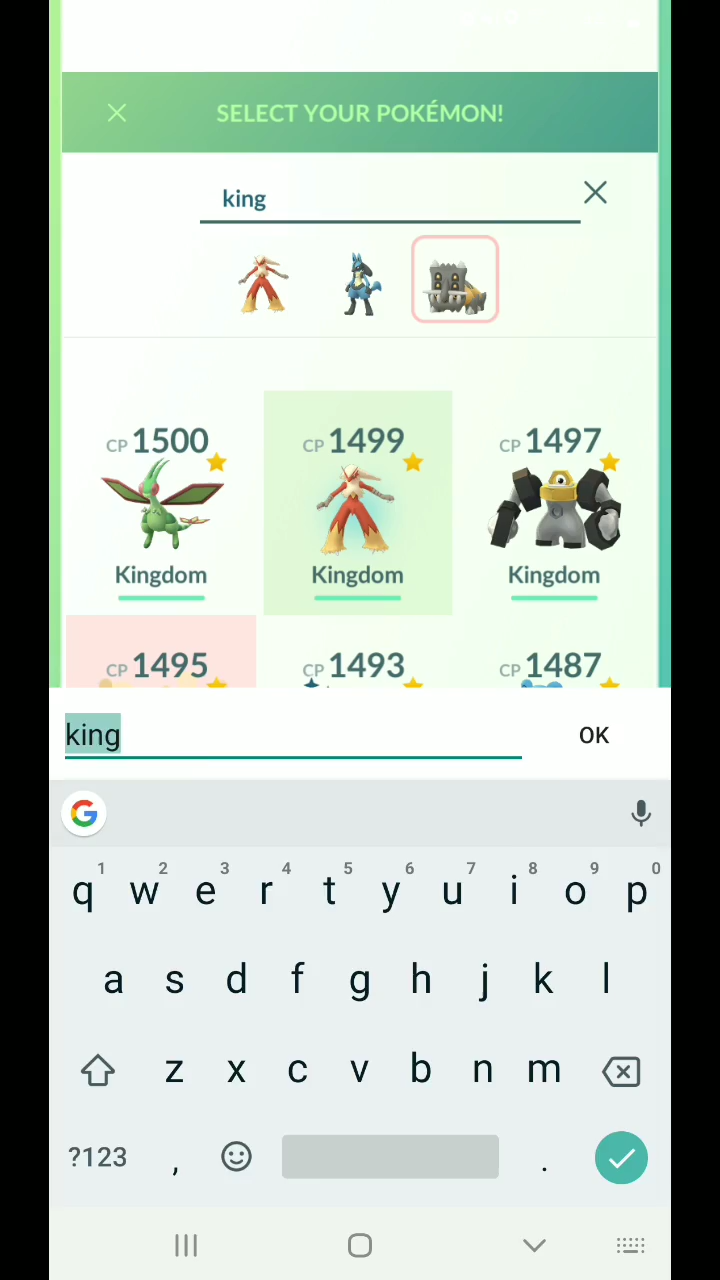 SELECT YOUR POKÉMON!
king
CP 1500 CP 1499 CP 1497
Kingdom Kingdom Kingdom
CP 1495 CP 1493 CP 1487
king OK
G
1 2 3 4 5 6 7 8 9 0
q w e r t y u i o p
a s d f g h j k l
z x c v b n m
?123 , .